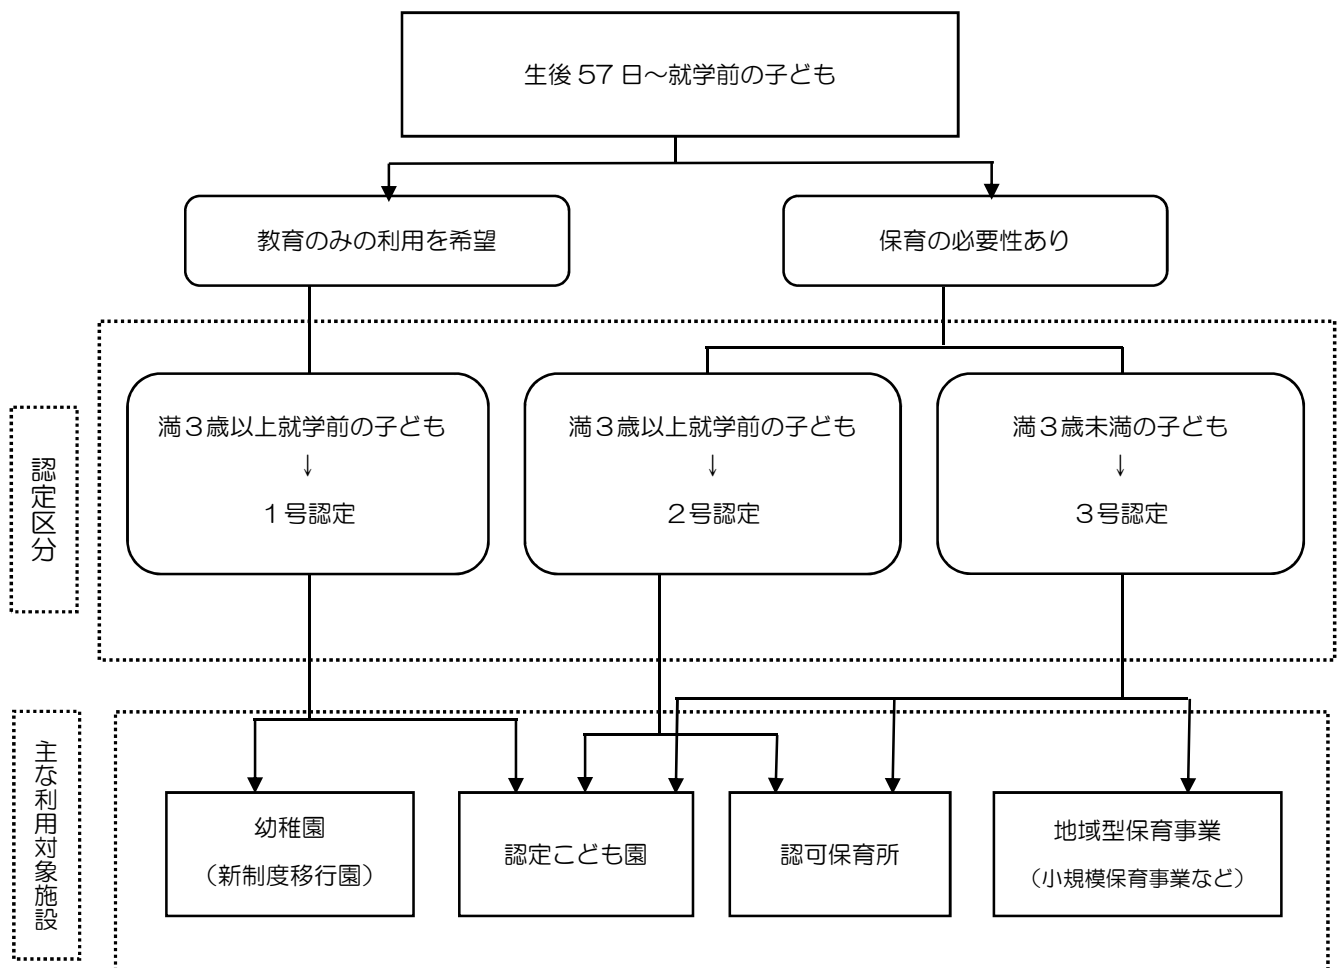 生後57日～就学前の子ども
教育のみの利用を希望
保育の必要性あり
認定区分
満３歳以上就学前の子ども
↓
１号認定
満３歳以上就学前の子ども
↓
２号認定
満３歳未満の子ども
↓
３号認定
主な利用対象施設
幼稚園
（新制度移行園）
認定こども園
認可保育所
地域型保育事業
（小規模保育事業など）